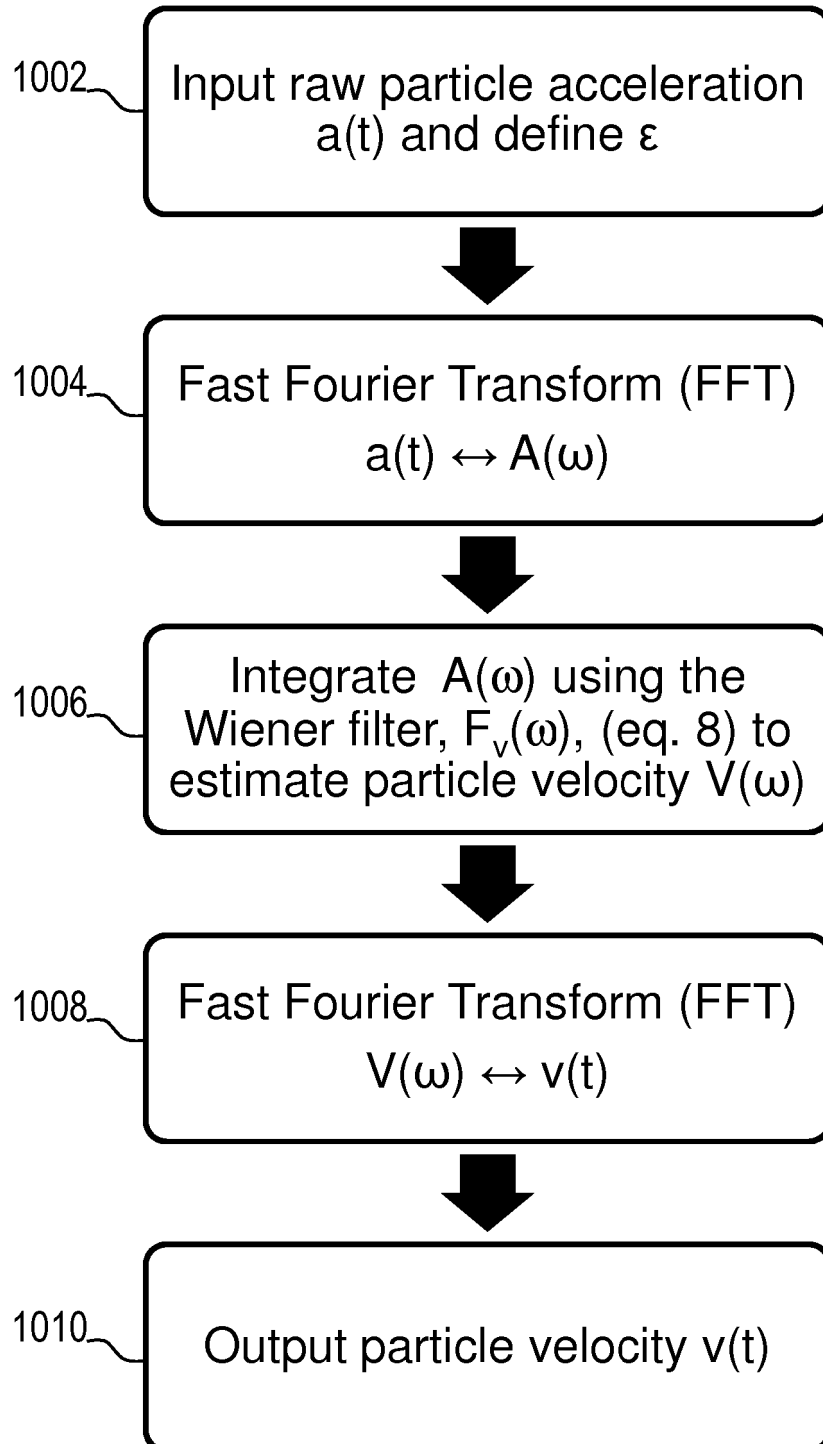 1002
Input raw particle acceleration
a(t) and define ε
1004
Fast Fourier Transform (FFT)
a(t) ↔ A(ω)
1006
Integrate A(ω) using the
Wiener filter, Fᵥ(ω), (eq. 8) to
estimate particle velocity V(ω)
1008
Fast Fourier Transform (FFT)
V(ω) ↔ v(t)
1010
Output particle velocity v(t)